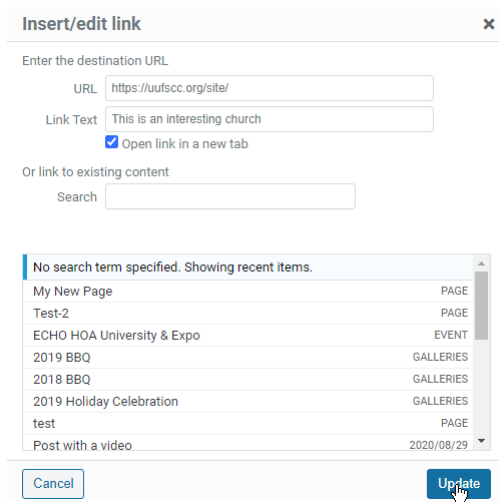 Insert/edit link ×
Enter the destination URL
URL https://uufscc.org/site/
Link Text This is an interesting church
Open link in a new tab
Or link to existing content
Search
No search term specified. Showing recent items.
My New Page PAGE
Test-2 PAGE
ECHO HOA University & Expo EVENT
2019 BBQ GALLERIES
2018 BBQ GALLERIES
2019 Holiday Celebration GALLERIES
test PAGE
Post with a video 2020/08/29
Cancel Update